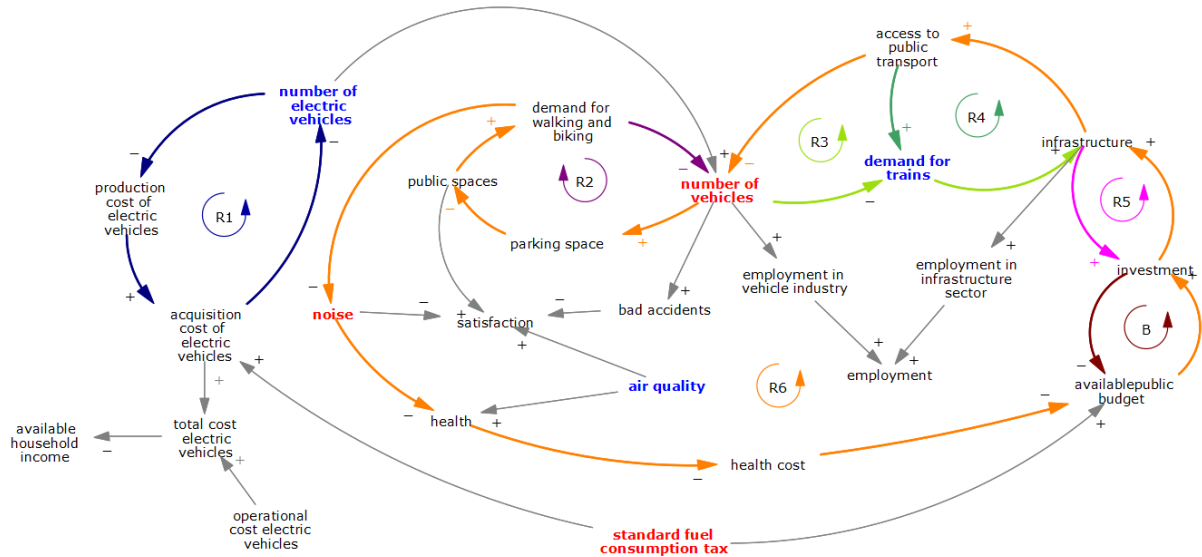 access to
public
transport
+
number of
electric
vehicles
demand for
walking and
biking
+
R4
R3
infrastructure
+
+
+
−
−
−
+
−
−
demand for
trains
−
public spaces
R2
number of
vehicles
production
cost of
electric
vehicles
R1
R5
−
parking space
+
+
+
+
investment
+
employment in
vehicle industry
employment in
infrastructure
sector
+
−
noise
−
+
satisfaction
−
+
bad accidents
acquisition
cost of
electric
vehicles
B
+
+
+
+
−
employment
R6
air quality
availablepublic
budget
+
−
health
+
−
+
total cost
electric
vehicles
available
household
income
−
+
health cost
−
operational
cost electric
vehicles
standard fuel
consumption tax